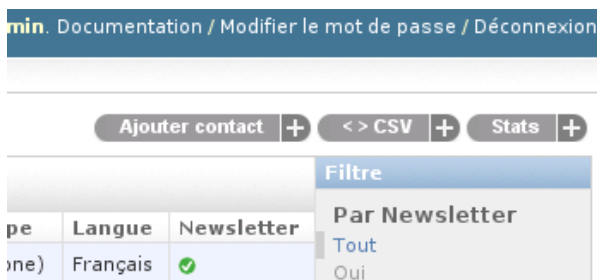 min. Documentation / Modifier le mot de passe / Déconnexion
Ajouter contact + < > CSV + Stats +
Filtre
pe Langue Newsletter
one) Français
Par Newsletter
Tout
Oui